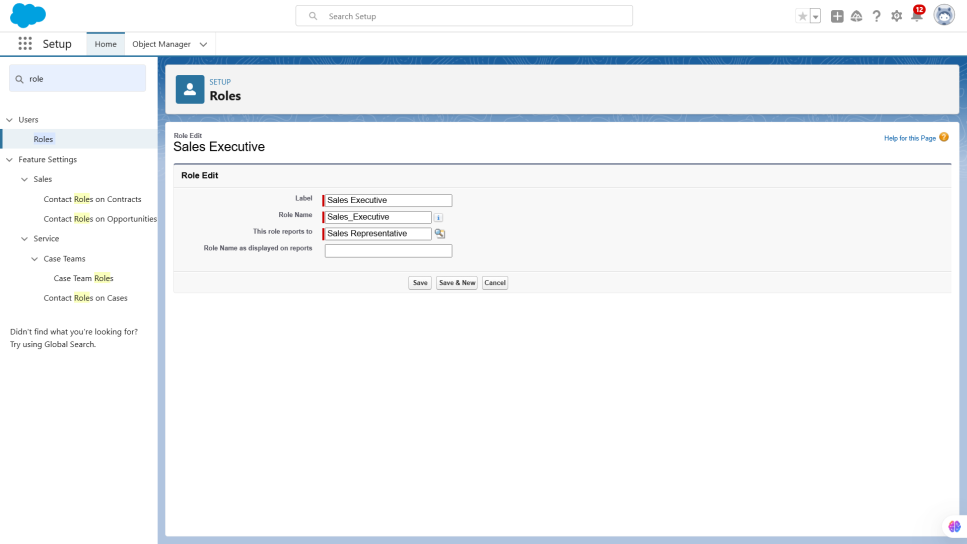 Search Setup
12
Setup
Home
Object Manager
role
Users
Roles
Feature Settings
Sales
Contact Roles on Contracts
Contact Roles on Opportunities
Service
Case Teams
Case Team Roles
Contact Roles on Cases
Didn't find what you're looking for?
Try using Global Search.
SETUP
Roles
Role Edit
Sales Executive
Help for this Page
Role Edit
Label Sales Executive
Role Name Sales_Executive
This role reports to Sales Representative
Role Name as displayed on reports
Save Save & New Cancel